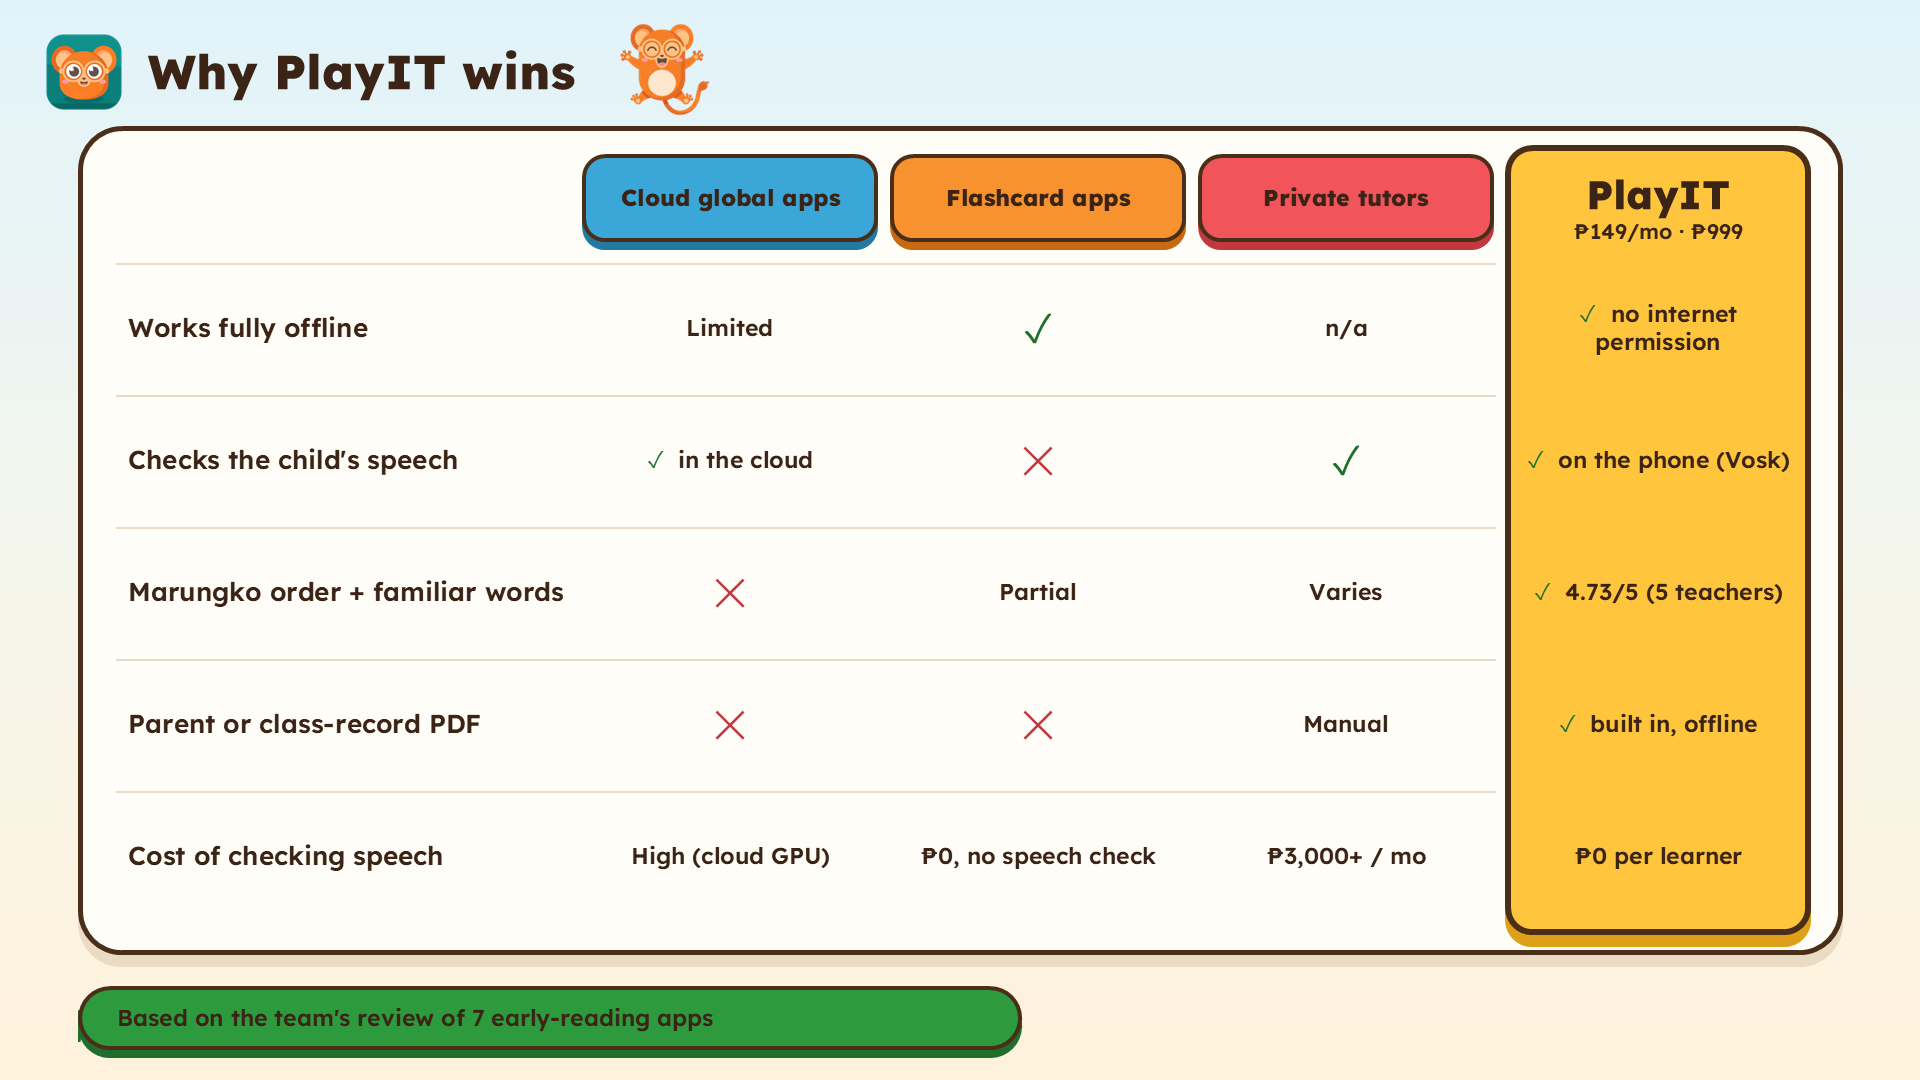 Why PlayIT wins
Cloud global apps
Flashcard apps
Private tutors
PlayIT
₱149/mo · ₱999
Works fully offline
Limited
✓
n/a
✓ no internet
permission
Checks the child's speech
✓ in the cloud
✕
✓
✓ on the phone (Vosk)
Marungko order + familiar words
✕
Partial
Varies
✓ 4.73/5 (5 teachers)
Parent or class-record PDF
✕
✕
Manual
✓ built in, offline
Cost of checking speech
High (cloud GPU)
₱0, no speech check
₱3,000+ / mo
₱0 per learner
Based on the team's review of 7 early-reading apps